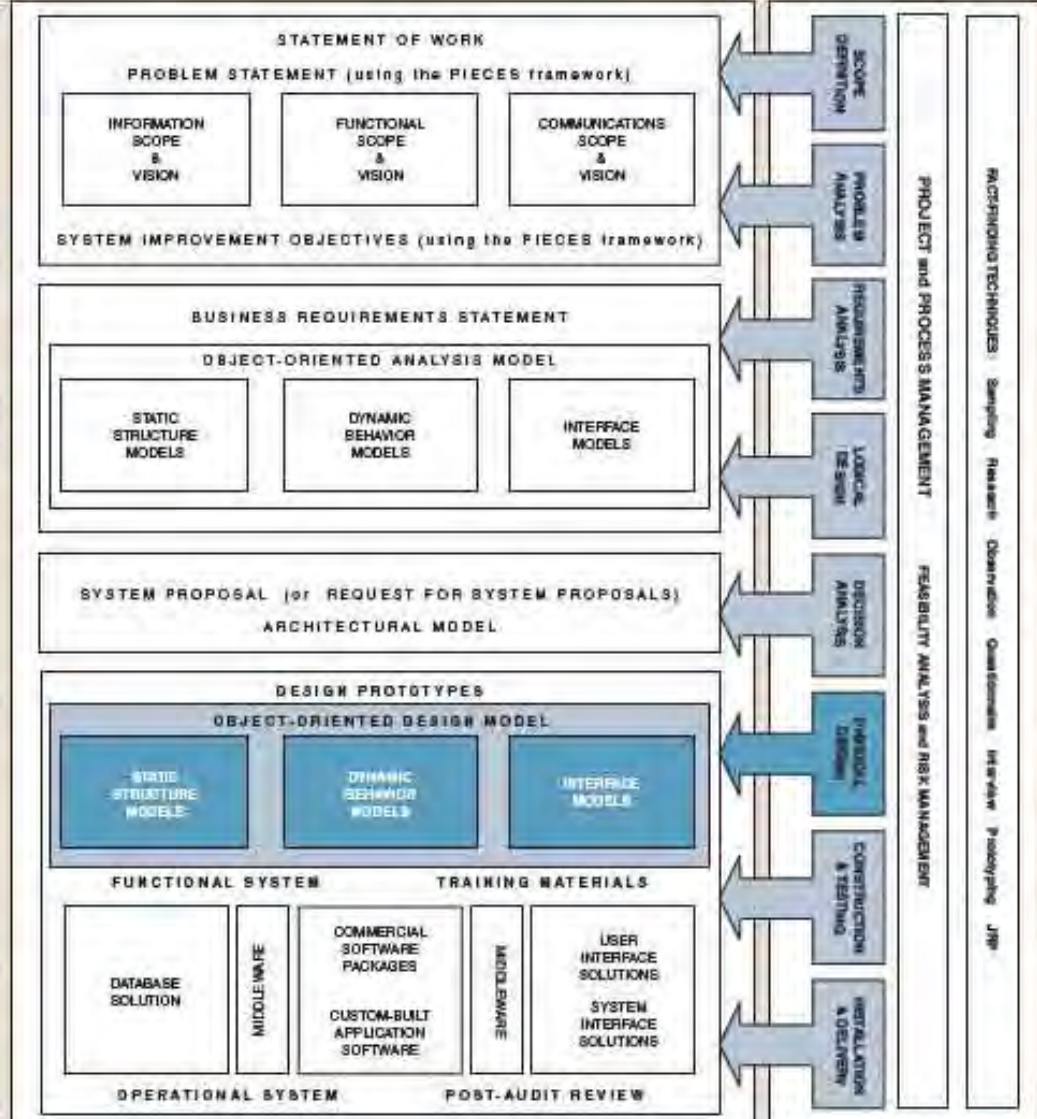 STATEMENT OF WORK
PROBLEM STATEMENT (using the PIECES framework)
INFORMATION
SCOPE
&
VISION
FUNCTIONAL
SCOPE
&
VISION
COMMUNICATIONS
SCOPE
&
VISION
SYSTEM IMPROVEMENT OBJECTIVES (using the PIECES framework)
BUSINESS REQUIREMENTS STATEMENT
OBJECT-ORIENTED ANALYSIS MODEL
STATIC
STRUCTURE
MODELS
DYNAMIC
BEHAVIOR
MODELS
INTERFACE
MODELS
SYSTEM PROPOSAL (or REQUEST FOR SYSTEM PROPOSALS)
ARCHITECTURAL MODEL
DESIGN PROTOTYPES
OBJECT-ORIENTED DESIGN MODEL
STATIC
STRUCTURE
MODELS
DYNAMIC
BEHAVIOR
MODELS
INTERFACE
MODELS
FUNCTIONAL SYSTEM
TRAINING MATERIALS
DATABASE
SOLUTION
MIDDLEWARE
COMMERCIAL
SOFTWARE
PACKAGES
CUSTOM-BUILT
APPLICATION
SOFTWARE
MIDDLEWARE
USER
INTERFACE
SOLUTIONS
SYSTEM
INTERFACE
SOLUTIONS
OPERATIONAL SYSTEM
POST-AUDIT REVIEW
SCOPE
DEFINITION
PROBLEM
ANALYSIS
REQUIREMENTS
ANALYSIS
LOGICAL
DESIGN
DECISION
ANALYSIS
PHYSICAL
DESIGN
CONSTRUCTION
& TESTING
INSTALLATION
& DELIVERY
PROJECT and PROCESS MANAGEMENT
FEASIBILITY ANALYSIS and RISK MANAGEMENT
FACT-FINDING TECHNIQUES: Sampling Research Observation Questionnaire Interview Prototyping JRP